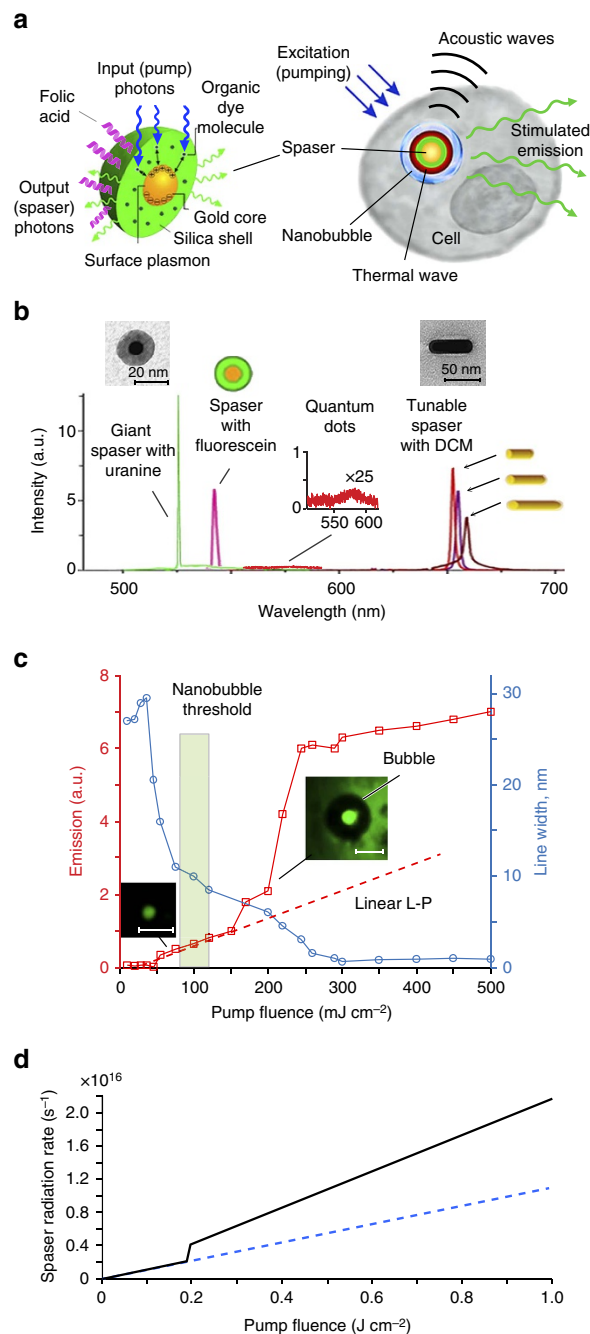 a
Input (pump)
photons
Organic
dye
molecule
Folic
acid
Output
(spaser)
photons
Gold core
Silica shell
Surface plasmon
Excitation
(pumping)
Acoustic waves
Spaser
Stimulated
emission
Nanobubble
Cell
Thermal wave
b
20 nm
50 nm
Giant
spaser with
uranine
Spaser
with
fluorescein
Quantum
dots
Tunable
spaser
with DCM
×25
1
0
550 600
Intensity (a.u.)
10
5
0
500 600 700
Wavelength (nm)
c
Nanobubble
threshold
Bubble
Linear L-P
Emission (a.u.)
8
6
4
2
0
Line width, nm
30
20
10
0
0 100 200 300 400 500
Pump fluence (mJ cm⁻²)
d
×10¹⁶
Spaser radiation rate (s⁻¹)
2.0
1.6
1.2
0.8
0.4
0
0 0.2 0.4 0.6 0.8 1.0
Pump fluence (J cm⁻²)